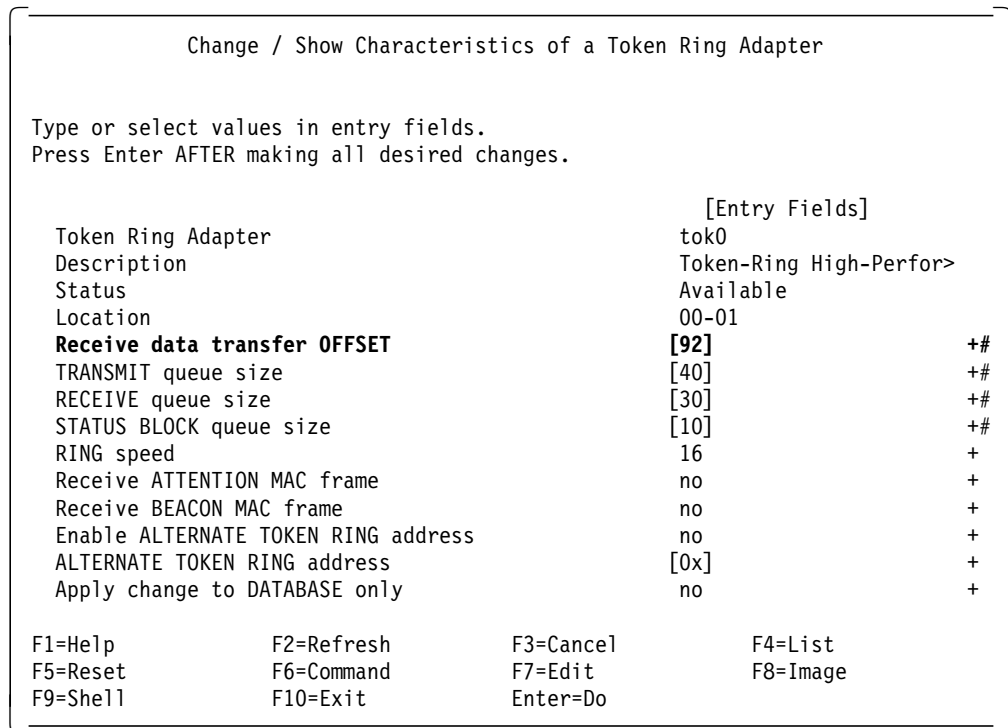 Change / Show Characteristics of a Token Ring Adapter
Type or select values in entry fields.
Press Enter AFTER making all desired changes.
[Entry Fields]
Token Ring Adapter tok0
Description Token-Ring High-Perfor>
Status Available
Location 00-01
Receive data transfer OFFSET [92] +#
TRANSMIT queue size [40] +#
RECEIVE queue size [30] +#
STATUS BLOCK queue size [10] +#
RING speed 16 +
Receive ATTENTION MAC frame no +
Receive BEACON MAC frame no +
Enable ALTERNATE TOKEN RING address no +
ALTERNATE TOKEN RING address [0x] +
Apply change to DATABASE only no +
F1=Help F2=Refresh F3=Cancel F4=List
F5=Reset F6=Command F7=Edit F8=Image
F9=Shell F10=Exit Enter=Do